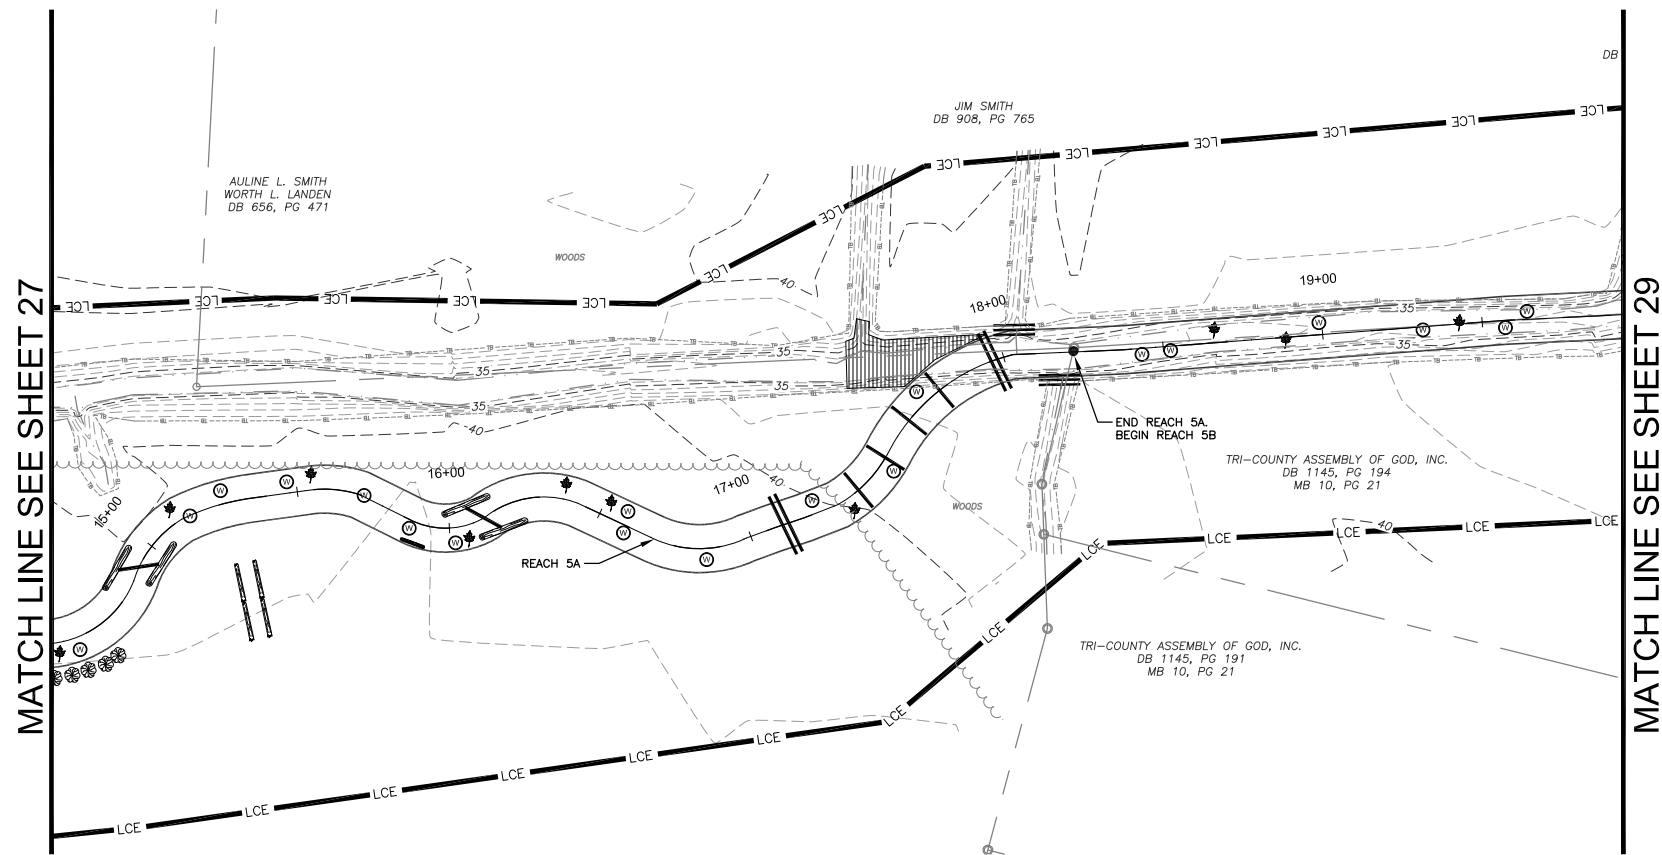 MATCH LINE SEE SHEET 27
DB
JIM SMITH
DB 908, PG 765
AULINE L. SMITH
WORTH L. LANDEN
DB 656, PG 471
WOODS
LCE LCE LCE LCE LCE LCE
LCE LCE LCE LCE LCE LCE LCE
40
18+00
19+00
35
35
35
35
35
35
40
15+00
16+00
17+00
40
END REACH 5A.
BEGIN REACH 5B
TRI-COUNTY ASSEMBLY OF GOD, INC.
DB 1145, PG 194
MB 10, PG 21
WOODS
40
REACH 5A
LCE LCE LCE LCE LCE
LCE
TRI-COUNTY ASSEMBLY OF GOD, INC.
DB 1145, PG 191
MB 10, PG 21
LCE LCE LCE LCE LCE LCE LCE
W W W W W W W W W W W W W W W W W W W
MATCH LINE SEE SHEET 29